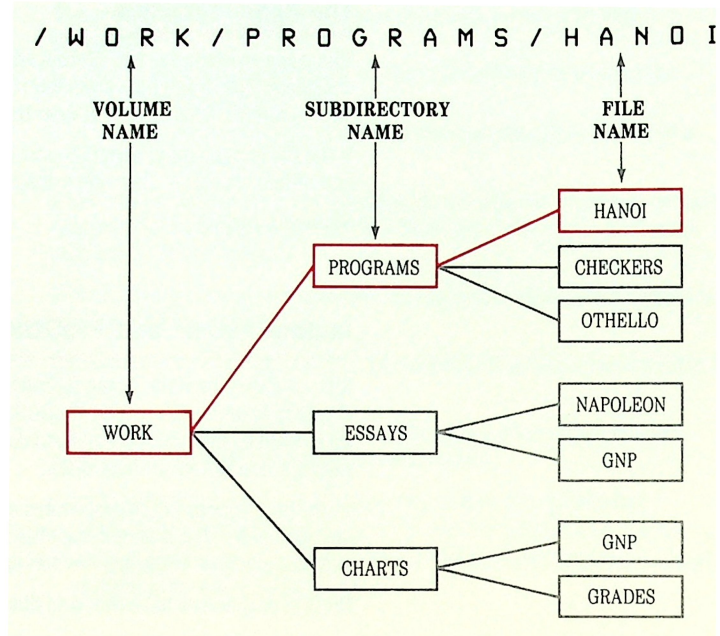 /WORK/PROGRAMS/HANOI
VOLUME NAME
SUBDIRECTORY NAME
FILE NAME
HANOI
PROGRAMS
CHECKERS
OTHELLO
NAPOLEON
WORK
ESSAYS
GNP
GNP
CHARTS
GRADES